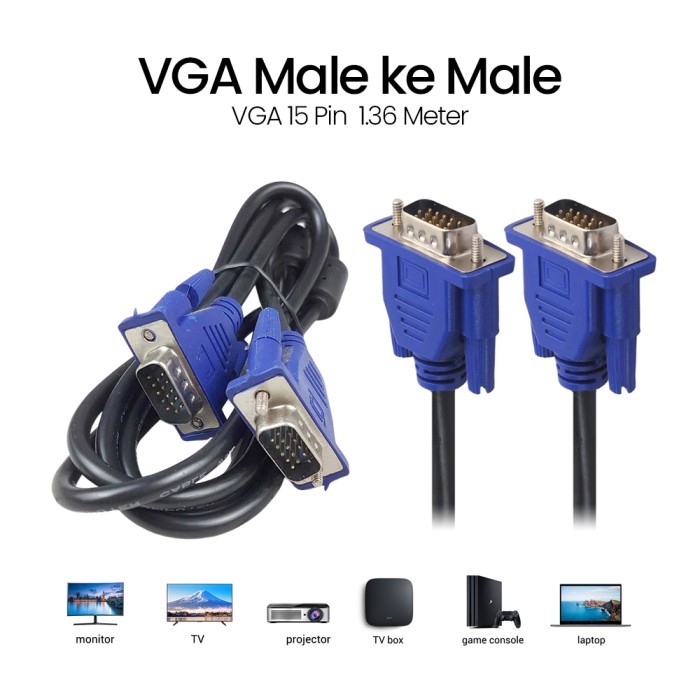 VGA Male ke Male
VGA 15 Pin 1.36 Meter
monitor
TV
projector
TV box
game console
laptop